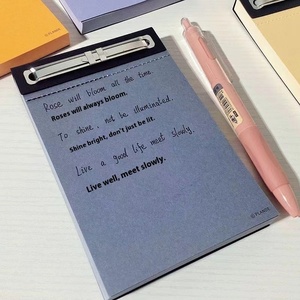 Rose will bloom all the time.
Roses will always bloom.
To shine, not be illuminated.
Shine bright, don't just be lit.
Live a good life meet slowly.
Live well, meet slowly.